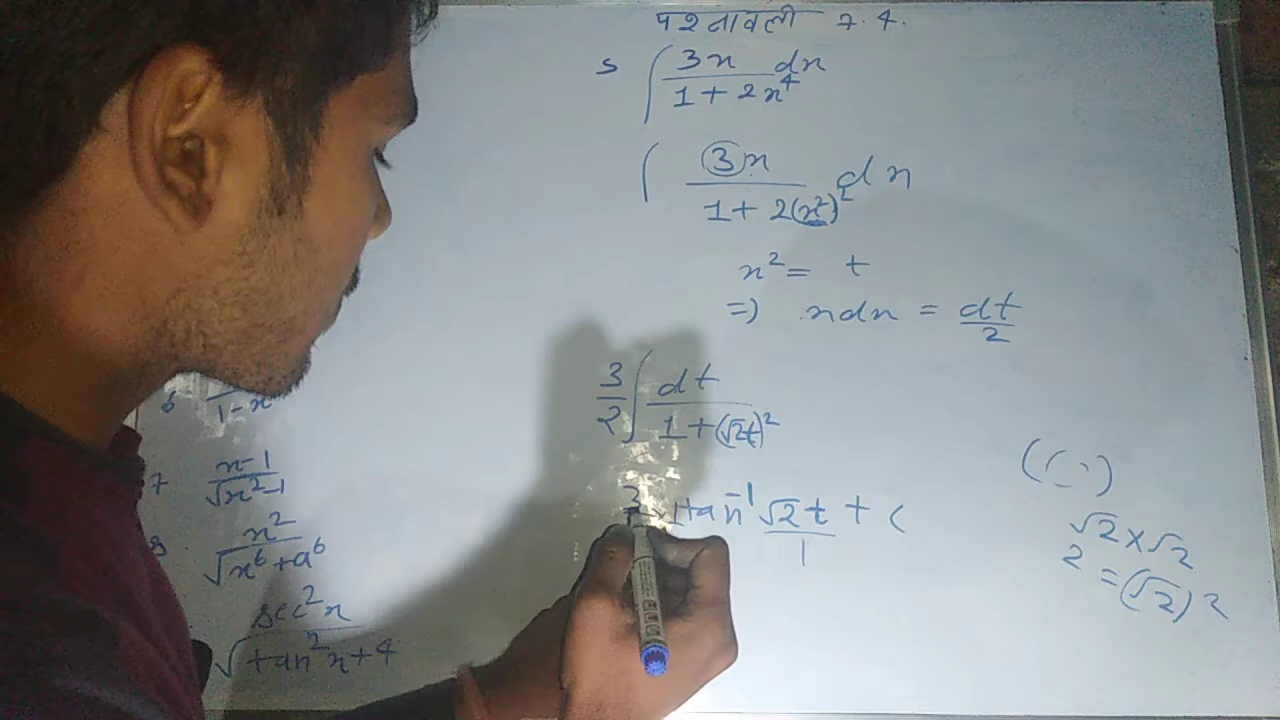 प्रश्नावली 7.4.
5 ∫ 3x dx / 1 + 2x⁴
∫ 3x / 1 + 2(x²)² dx
x² = t
=> x dx = dt / 2
3/2 ∫ dt / 1 + (√2t)²
tan⁻¹ √2t / 1 + c
( ( . )
√2 × √2
2 = (√2)2
6 1 - x
7 x-1 / √x²-1
8 x² / √x⁶+a⁶
sec²x / √tan²x+4